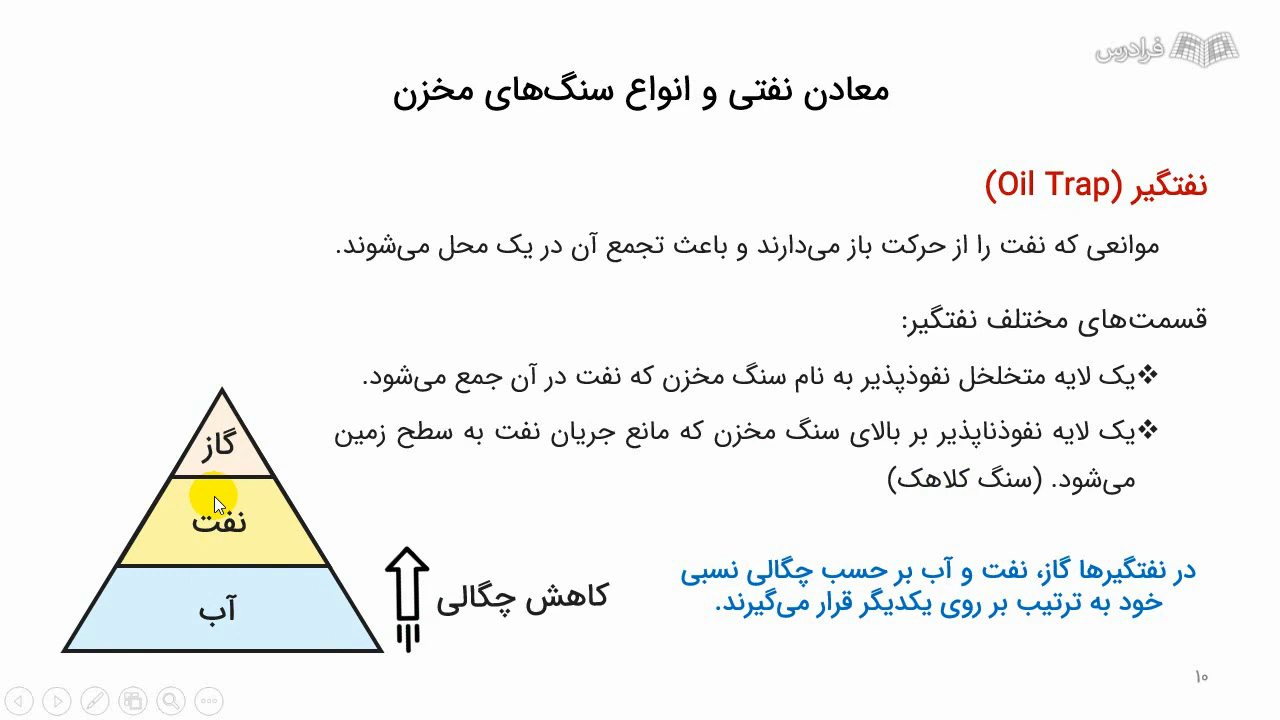 فرادرس
معادن نفتی و انواع سنگ‌های مخزن
نفتگیر (Oil Trap)
موانعی که نفت را از حرکت باز می‌دارند و باعث تجمع آن در یک محل می‌شوند.
قسمت‌های مختلف نفتگیر:
❖یک لایه متخلخل نفوذپذیر به نام سنگ مخزن که نفت در آن جمع می‌شود.
❖یک لایه نفوذناپذیر بر بالای سنگ مخزن که مانع جریان نفت به سطح زمین
می‌شود. (سنگ کلاهک)
در نفتگیرها گاز، نفت و آب بر حسب چگالی نسبی
خود به ترتیب بر روی یکدیگر قرار می‌گیرند.
کاهش چگالی
گاز
نفت
آب
۱۰